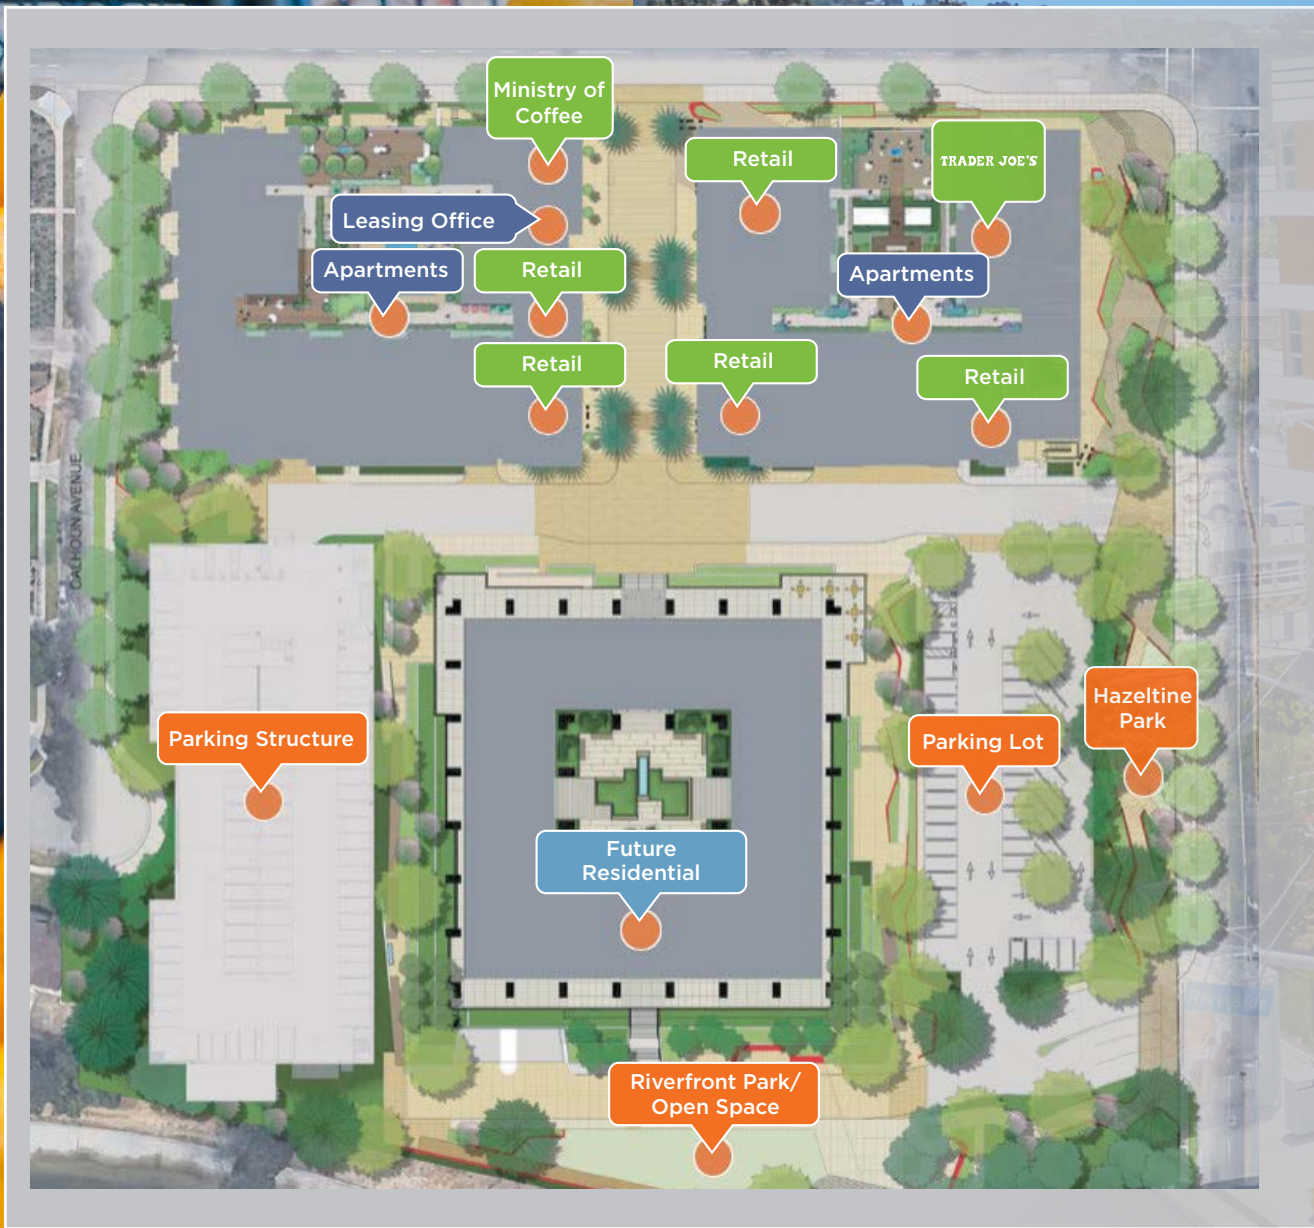 Ministry of
Coffee
Retail
TRADER JOE'S
Leasing Office
Apartments
Retail
Apartments
Retail
Retail
Retail
CALHOUN AVENUE
Hazeltine
Park
Parking Structure
Parking Lot
Future
Residential
Riverside
Riverfront Park/
Open Space